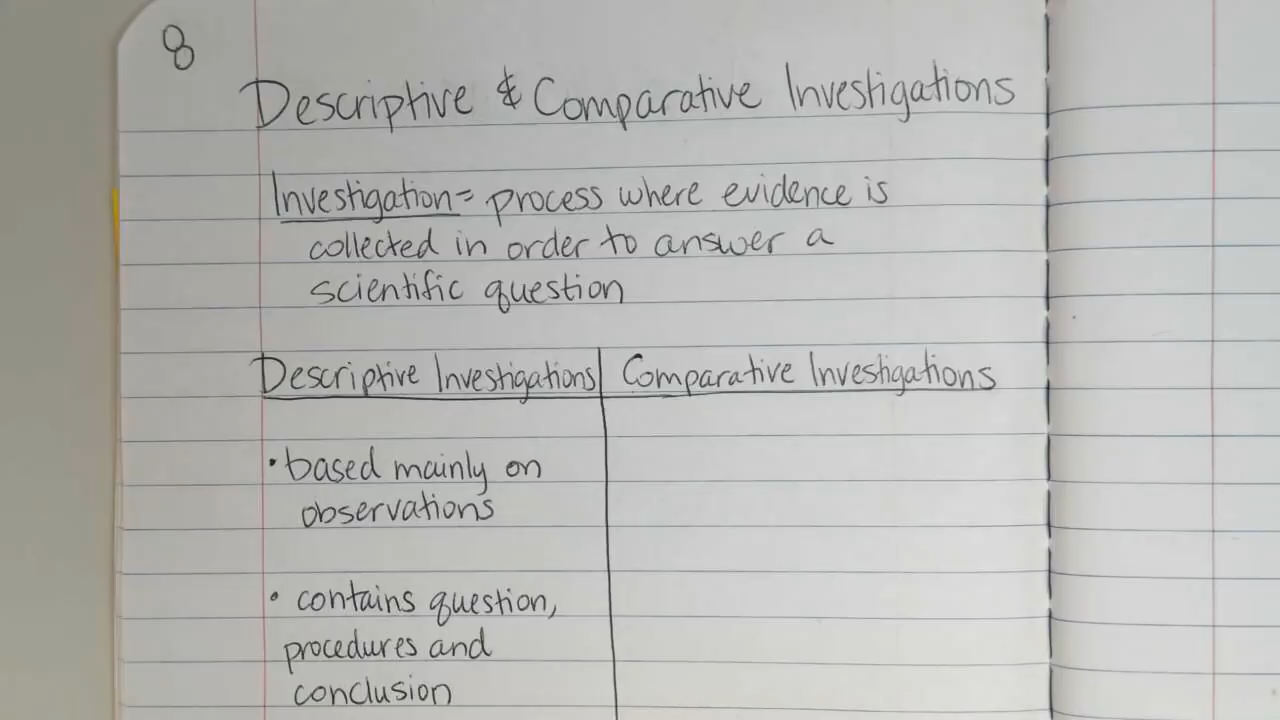 8
Descriptive & Comparative Investigations
Investigation = process where evidence is
collected in order to answer a
scientific question
Descriptive Investigations
Comparative Investigations
• based mainly on
observations
• contains question,
procedures and
conclusion